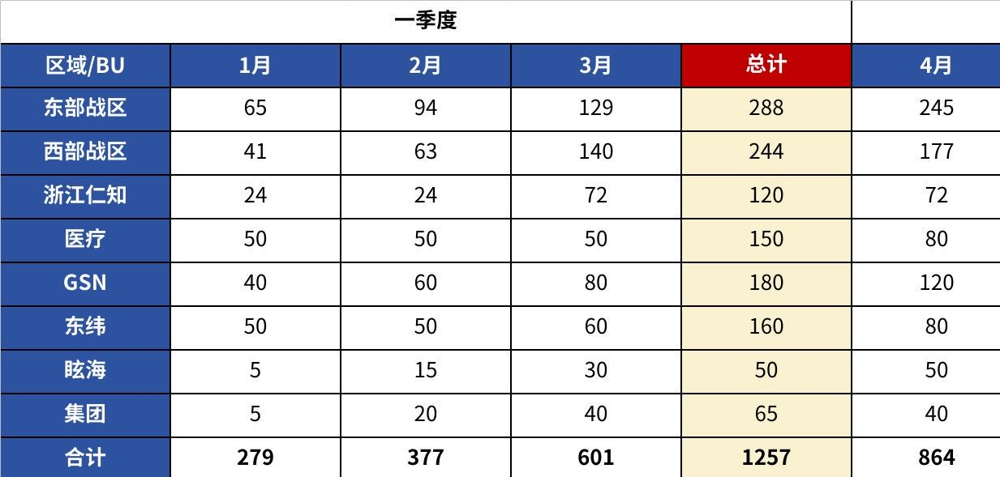 一季度
区域/BU 1月 2月 3月 总计 4月
东部战区 65 94 129 288 245
西部战区 41 63 140 244 177
浙江仁知 24 24 72 120 72
医疗 50 50 50 150 80
GSN 40 60 80 180 120
东纬 50 50 60 160 80
眩海 5 15 30 50 50
集团 5 20 40 65 40
合计 279 377 601 1257 864